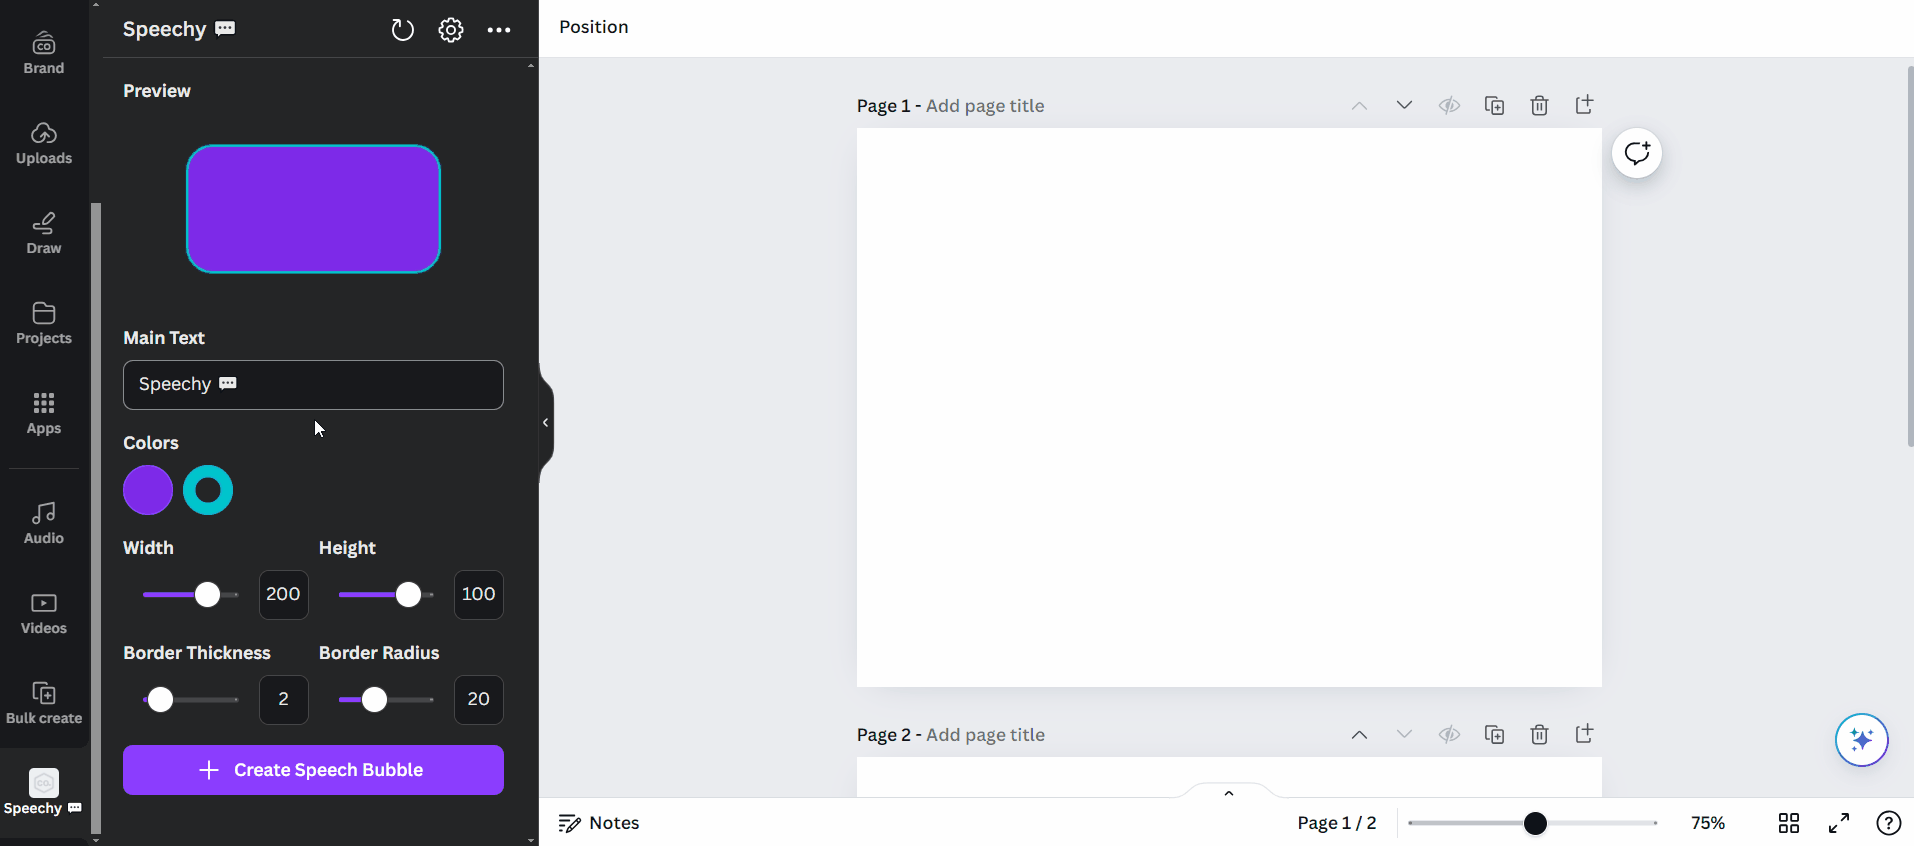 Brand
Uploads
Draw
Projects
Apps
Audio
Videos
Bulk create
CO.
Speechy 💬
Speechy 💬
Preview
Main Text
Speechy 💬
Colors
Width
Height
200
100
Border Thickness
Border Radius
2
20
+ Create Speech Bubble
Position
Page 1 - Add page title
Page 2 - Add page title
Notes
Page 1 / 2
75%
?